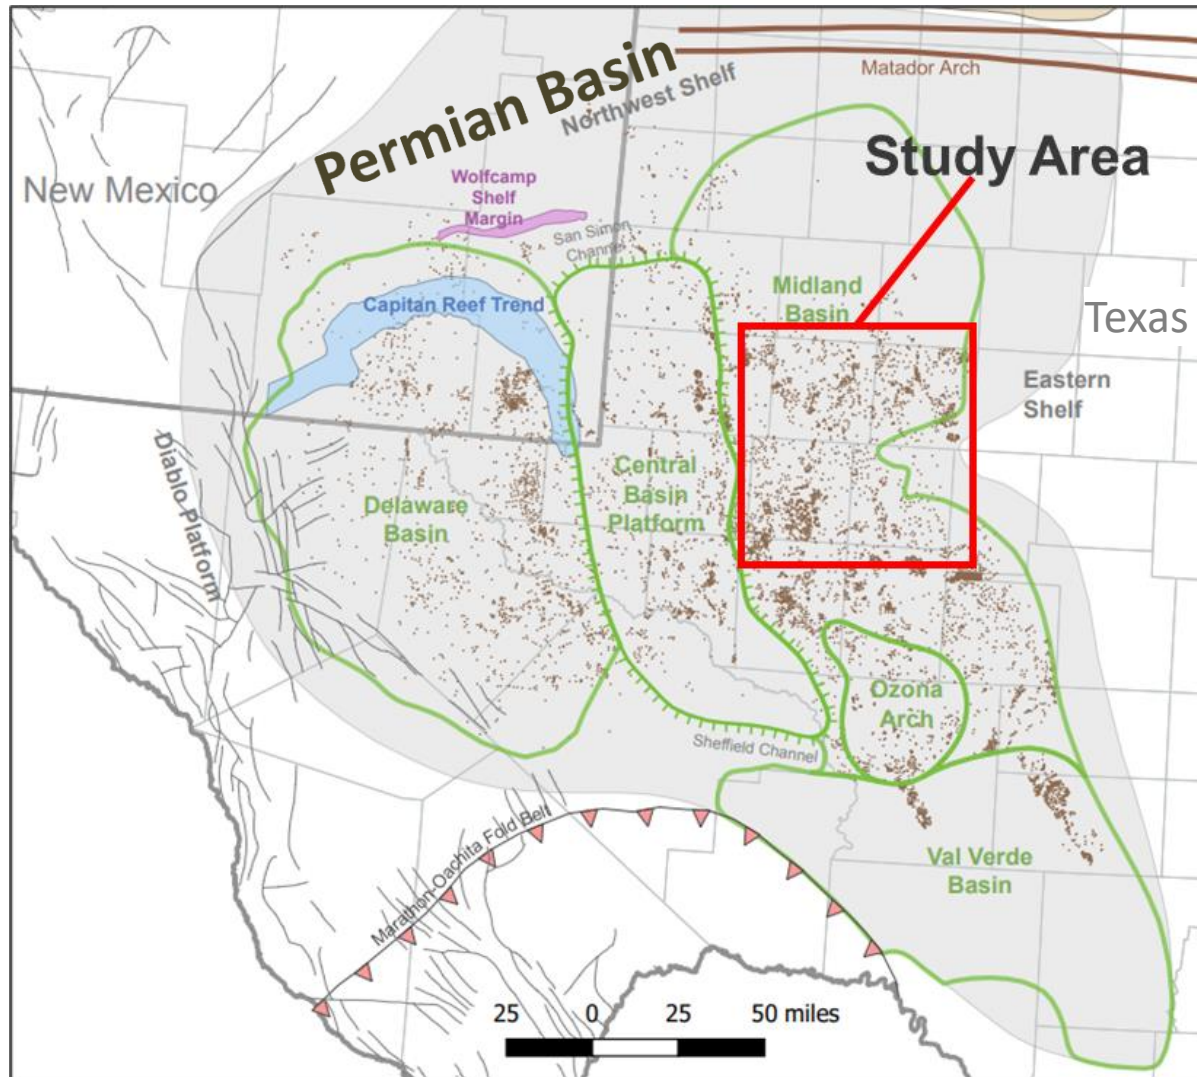 Permian Basin
Northwest Shelf
Matador Arch
Study Area
New Mexico
Wolfcamp
Shelf
Margin
San Simon
Channel
Midland
Basin
Texas
Capitan Reef Trend
Eastern
Shelf
Diablo Platform
Delaware
Basin
Central
Basin
Platform
Ozona
Arch
Sheffield Channel
Marathon-Oachita Fold Belt
Val Verde
Basin
25 0 25 50 miles